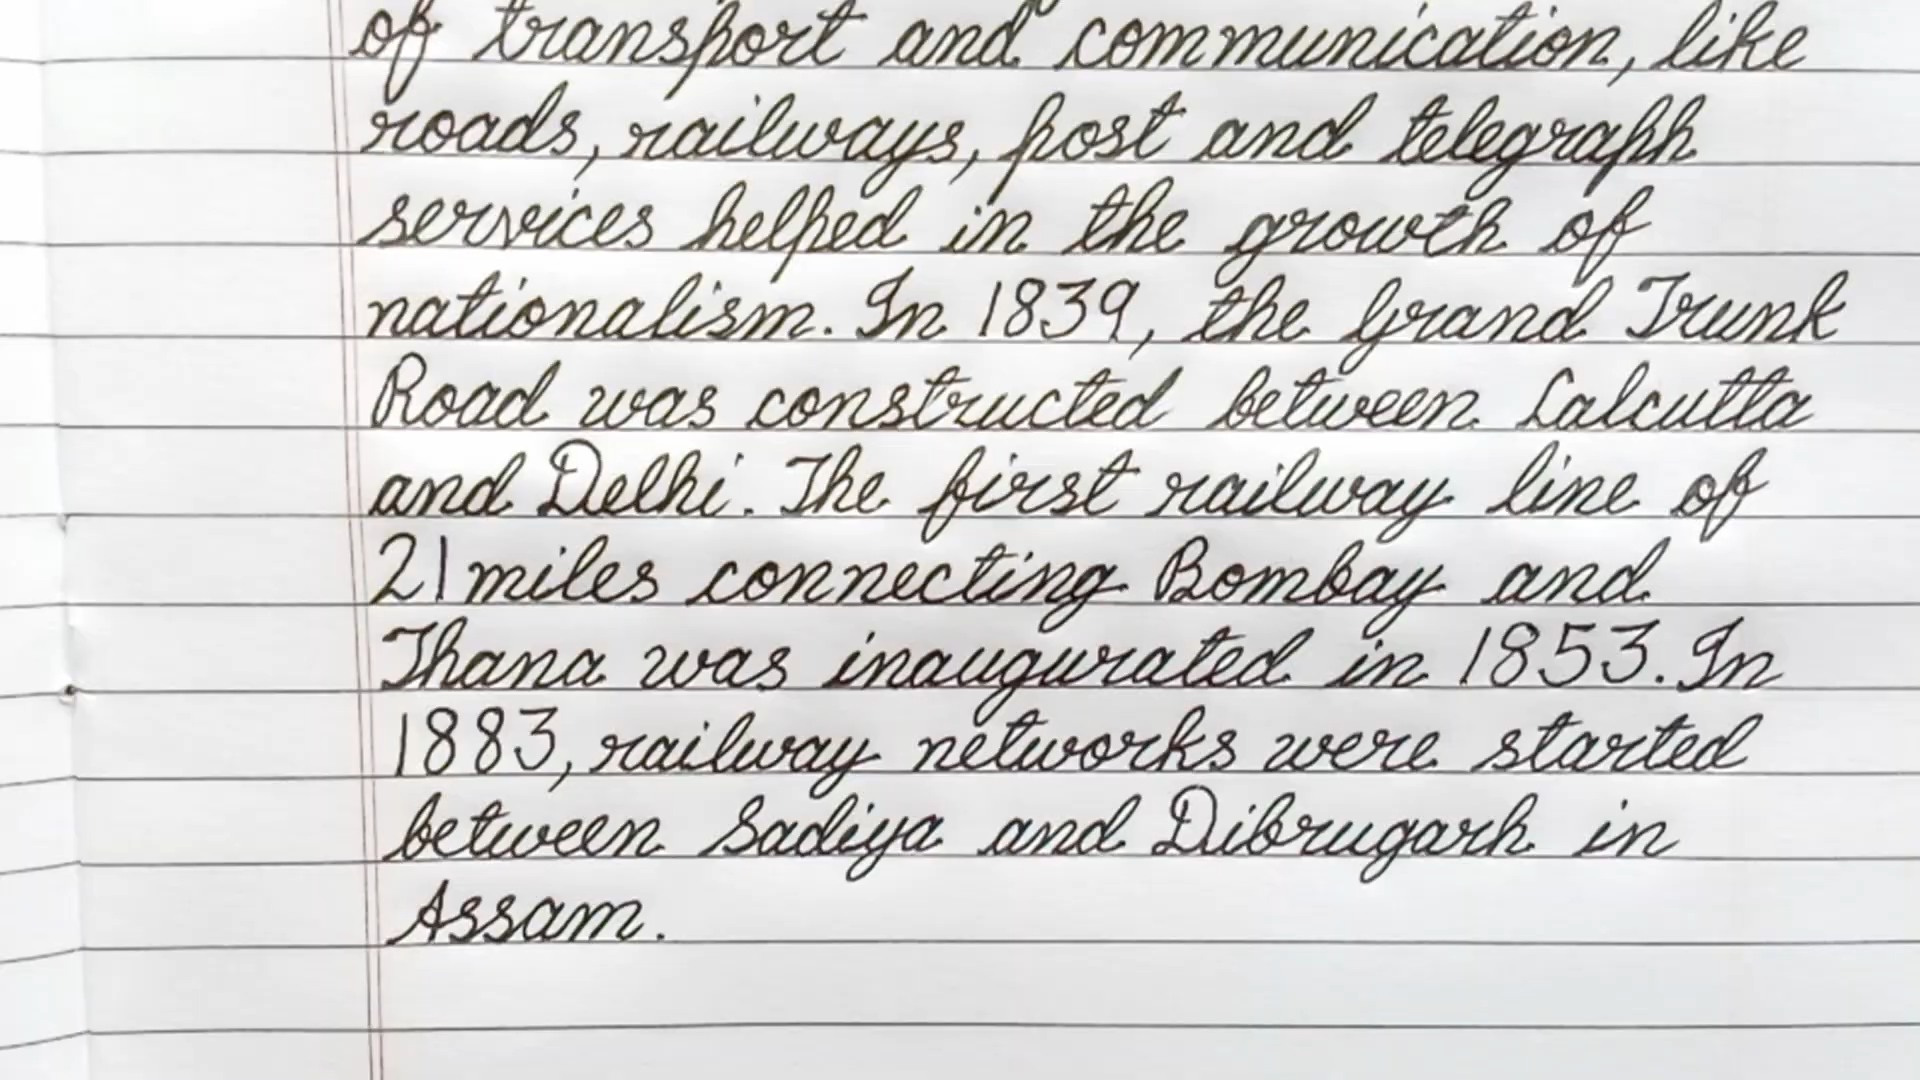 of transport and communication, like
roads, railways, post and telegraph
services helped in the growth of
nationalism. In 1839, the Grand Trunk
Road was constructed between Calcutta
and Delhi. The first railway line of
21 miles connecting Bombay and
Thana was inaugurated in 1853. In
1883, railway networks were started
between Sadiya and Dibrugarh in
Assam.